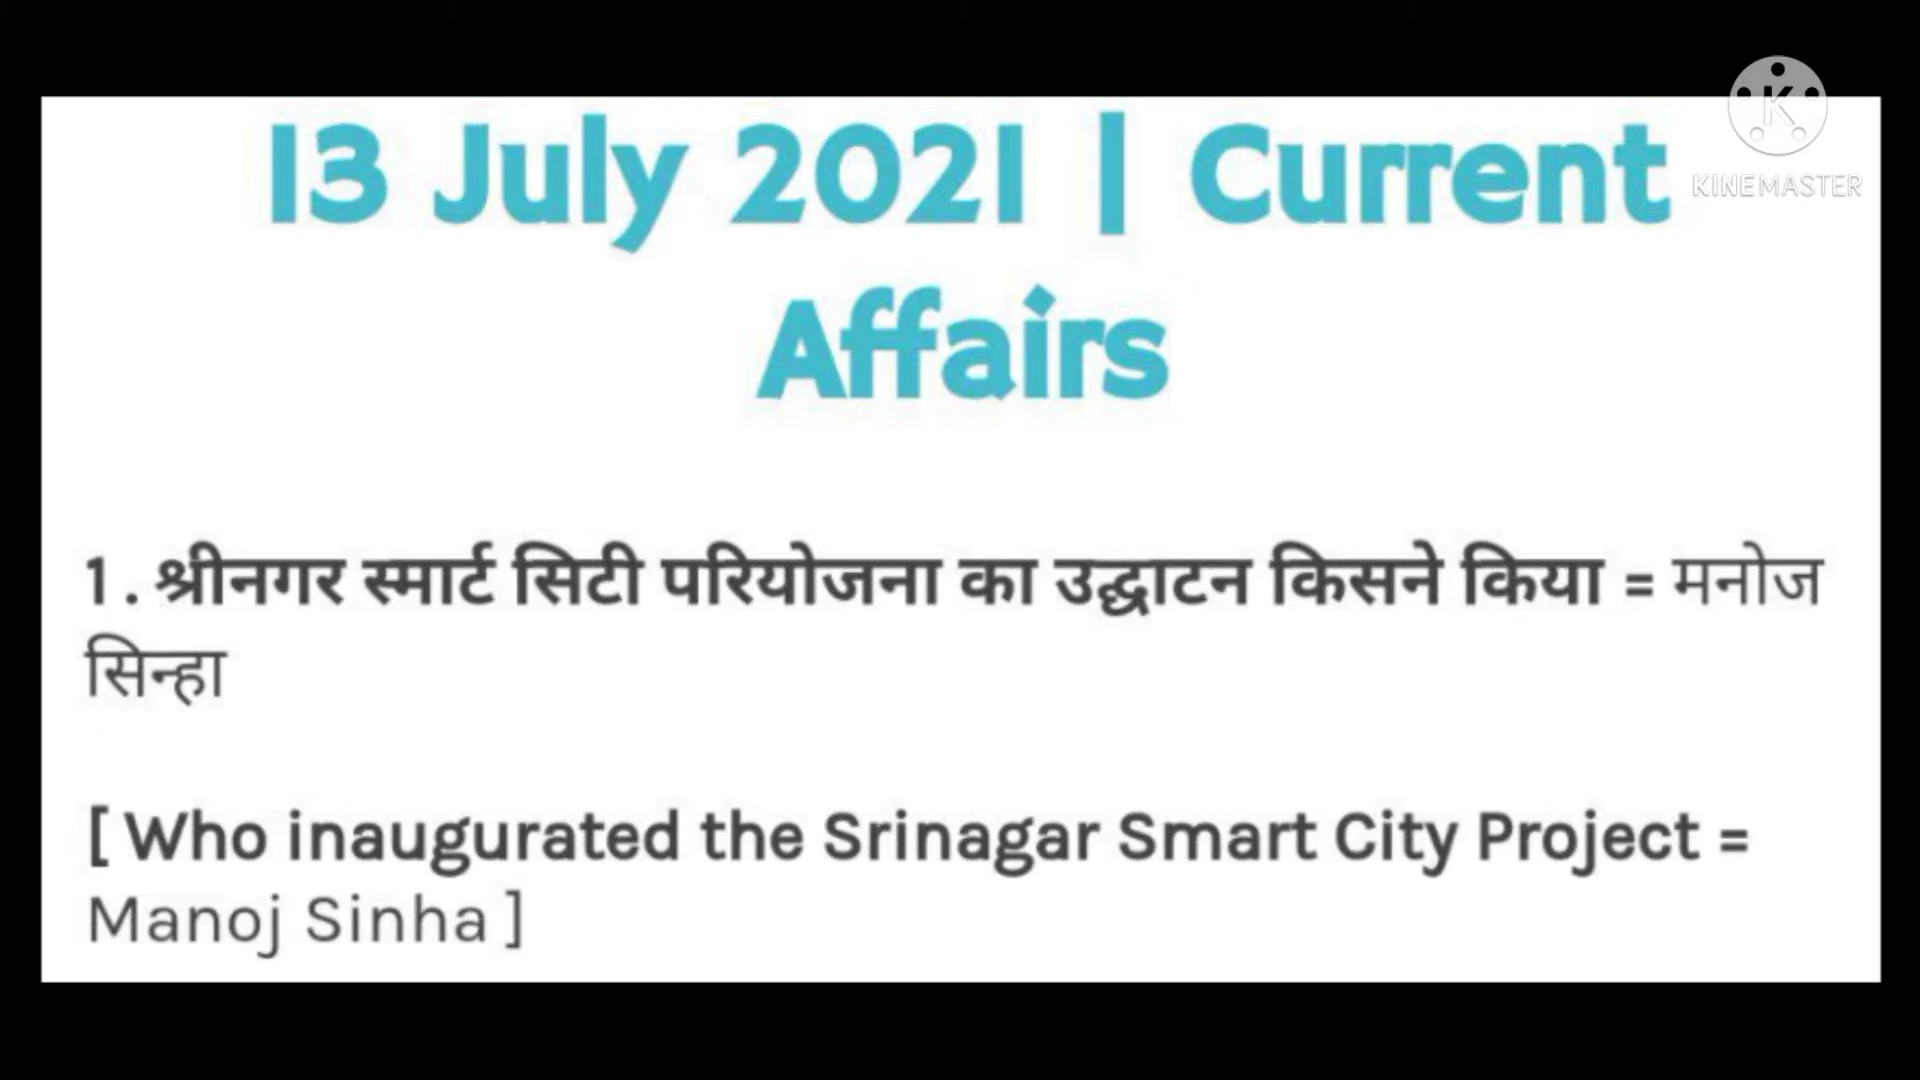 13 July 2021 | Current
Affairs
K
KINEMASTER
1. श्रीनगर स्मार्ट सिटी परियोजना का उद्घाटन किसने किया = मनोज
सिन्हा
[ Who inaugurated the Srinagar Smart City Project =
Manoj Sinha ]